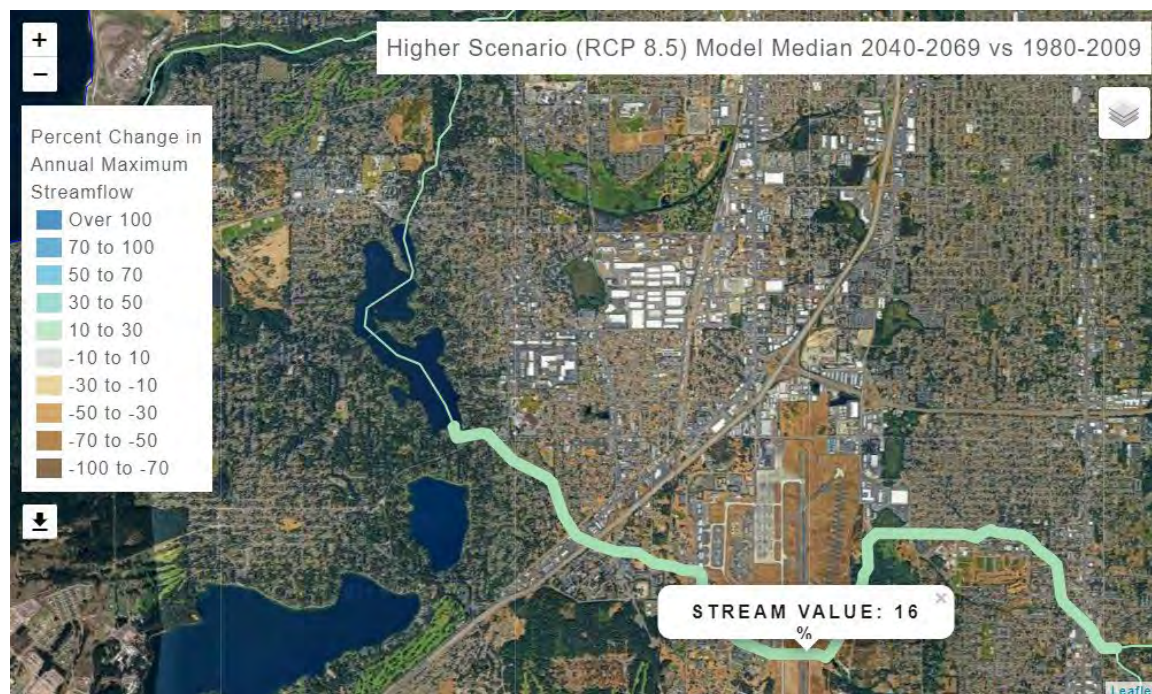 +
−
Higher Scenario (RCP 8.5) Model Median 2040-2069 vs 1980-2009
Percent Change in
Annual Maximum
Streamflow
Over 100
70 to 100
50 to 70
30 to 50
10 to 30
-10 to 10
-30 to -10
-50 to -30
-70 to -50
-100 to -70
STREAM VALUE: 16
%
×
Leafle